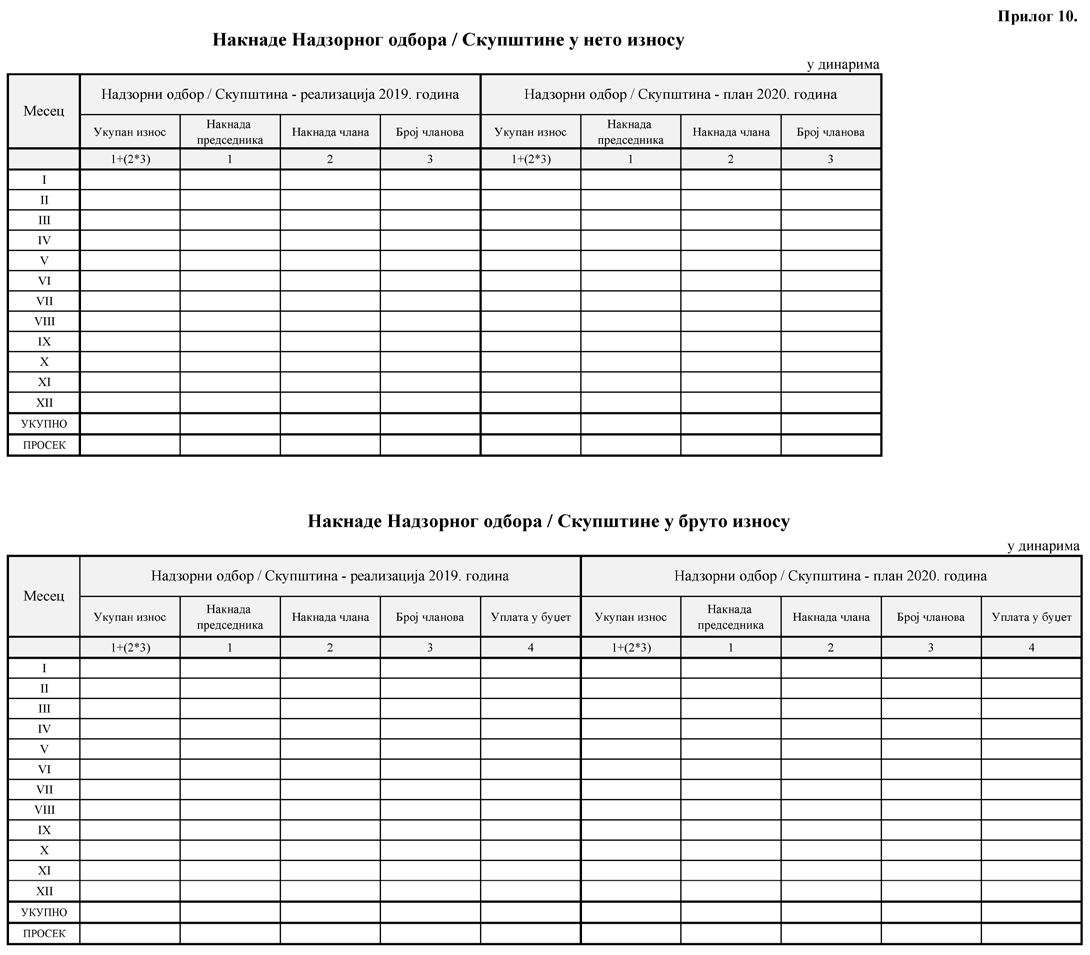 Прилог 10.
Накнаде Надзорног одбора / Скупштине у нето износу
у динарима
Месец
Надзорни одбор / Скупштина - реализација 2019. година
Надзорни одбор / Скупштина - план 2020. година
Укупан износ
Накнада
председника
Накнада члана
Број чланова
Укупан износ
Накнада
председника
Накнада члана
Број чланова
1+(2*3) 1 2 3 1+(2*3) 1 2 3
I
II
III
IV
V
VI
VII
VIII
IX
X
XI
XII
УКУПНО
ПРОСЕК
Накнаде Надзорног одбора / Скупштине у бруто износу
у динарима
Месец
Надзорни одбор / Скупштина - реализација 2019. година
Надзорни одбор / Скупштина - план 2020. година
Укупан износ
Накнада
председника
Накнада члана
Број чланова
Уплата у буџет
Укупан износ
Накнада
председника
Накнада члана
Број чланова
Уплата у буџет
1+(2*3) 1 2 3 4 1+(2*3) 1 2 3 4
I
II
III
IV
V
VI
VII
VIII
IX
X
XI
XII
УКУПНО
ПРОСЕК